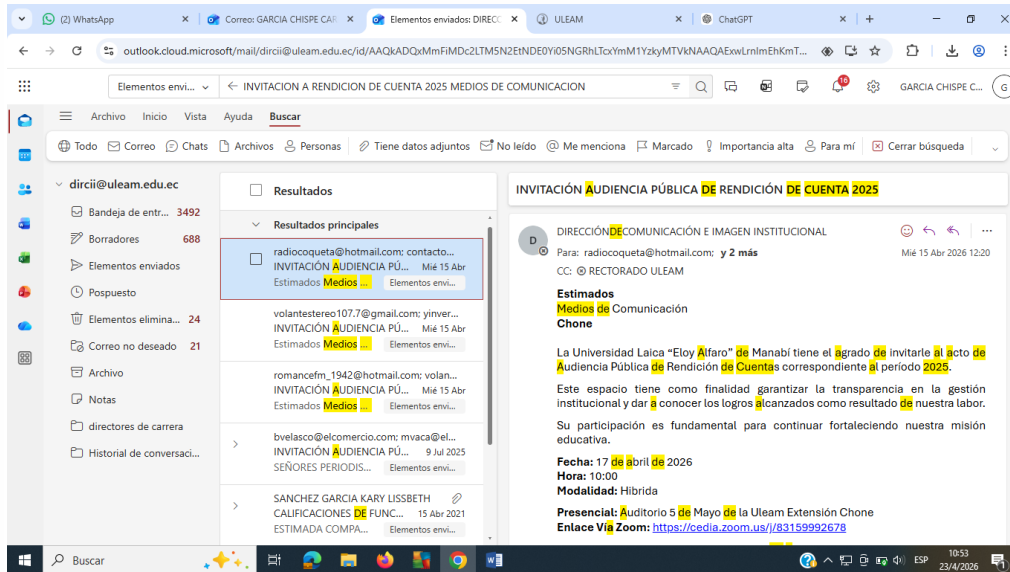 (2) WhatsApp
Correo: GARCIA CHISPE CAR
Elementos enviados: DIREC
ULEAM
ChatGPT
outlook.cloud.microsoft/mail/dircii@uleam.edu.ec/id/AAQkADQxMmFiMDc2LTM5N2EtNDE0Yi05NGRhLTcxYmM1YzkyMTVkNAAQAExwLrnImEhKmT...
Elementos envi...
INVITACION A RENDICION DE CUENTA 2025 MEDIOS DE COMUNICACION
16
GARCIA CHISPE C...
G
Archivo Inicio Vista Ayuda Buscar
Todo Correo Chats Archivos Personas Tiene datos adjuntos No leído Me menciona Marcado Importancia alta Para mí Cerrar búsqueda
dircii@uleam.edu.ec
Bandeja de entr... 3492
Borradores 688
Elementos enviados
Pospuesto
Elementos elimina... 24
Correo no deseado 21
Archivo
Notas
directores de carrera
Historial de conversaci...
Resultados
Resultados principales
radiocoqueta@hotmail.com; contacto...
INVITACIÓN AUDIENCIA PÚ... Mié 15 Abr
Estimados Medios ... Elementos envi...
volantestereo107.7@gmail.com; yinver...
INVITACIÓN AUDIENCIA PÚ... Mié 15 Abr
Estimados Medios ... Elementos envi...
romancefm_1942@hotmail.com; volan...
INVITACIÓN AUDIENCIA PÚ... Mié 15 Abr
Estimados Medios ... Elementos envi...
bvelasco@elcomercio.com; mvaca@el...
INVITACIÓN AUDIENCIA PÚ... 9 Jul 2025
SEÑORES PERIODIS... Elementos envi...
SANCHEZ GARCIA KARY LISSBETH
CALIFICACIONES DE FUNC... 15 Abr 2021
ESTIMADA COMPA... Elementos envi...
INVITACIÓN AUDIENCIA PÚBLICA DE RENDICIÓN DE CUENTA 2025
D
DIRECCIÓNDECOMUNICACIÓN E IMAGEN INSTITUCIONAL
Para: radiocoqueta@hotmail.com; y 2 más
Mié 15 Abr 2026 12:20
CC: RECTORADO ULEAM
Estimados
Medios de Comunicación
Chone
La Universidad Laica “Eloy Alfaro” de Manabí tiene el agrado de invitarle al acto de
Audiencia Pública de Rendición de Cuentas correspondiente al período 2025.
Este espacio tiene como finalidad garantizar la transparencia en la gestión
institucional y dar a conocer los logros alcanzados como resultado de nuestra labor.
Su participación es fundamental para continuar fortaleciendo nuestra misión
educativa.
Fecha: 17 de abril de 2026
Hora: 10:00
Modalidad: Híbrida
Presencial: Auditorio 5 de Mayo de la Uleam Extensión Chone
Enlace Vía Zoom: https://cedia.zoom.us/j/83159992678
Buscar
ESP
10:53
23/4/2026